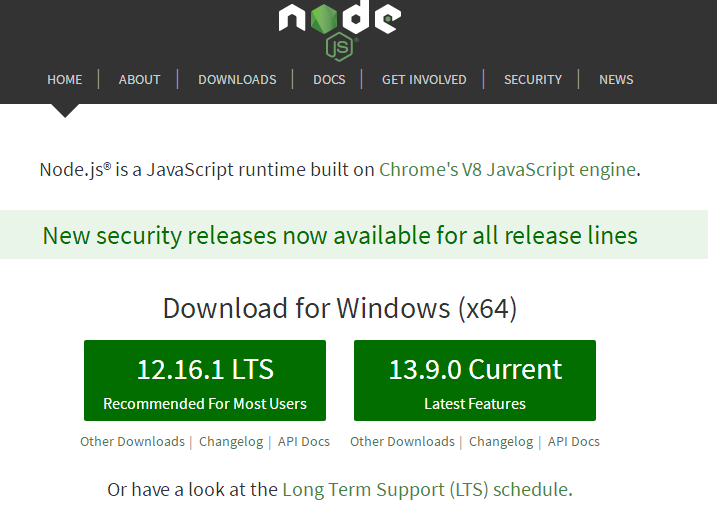 node
JS
HOME | ABOUT | DOWNLOADS | DOCS | GET INVOLVED | SECURITY | NEWS
Node.js® is a JavaScript runtime built on Chrome's V8 JavaScript engine.
New security releases now available for all release lines
Download for Windows (x64)
12.16.1 LTS 13.9.0 Current
Recommended For Most Users Latest Features
Other Downloads | Changelog | API Docs Other Downloads | Changelog | API Docs
Or have a look at the Long Term Support (LTS) schedule.